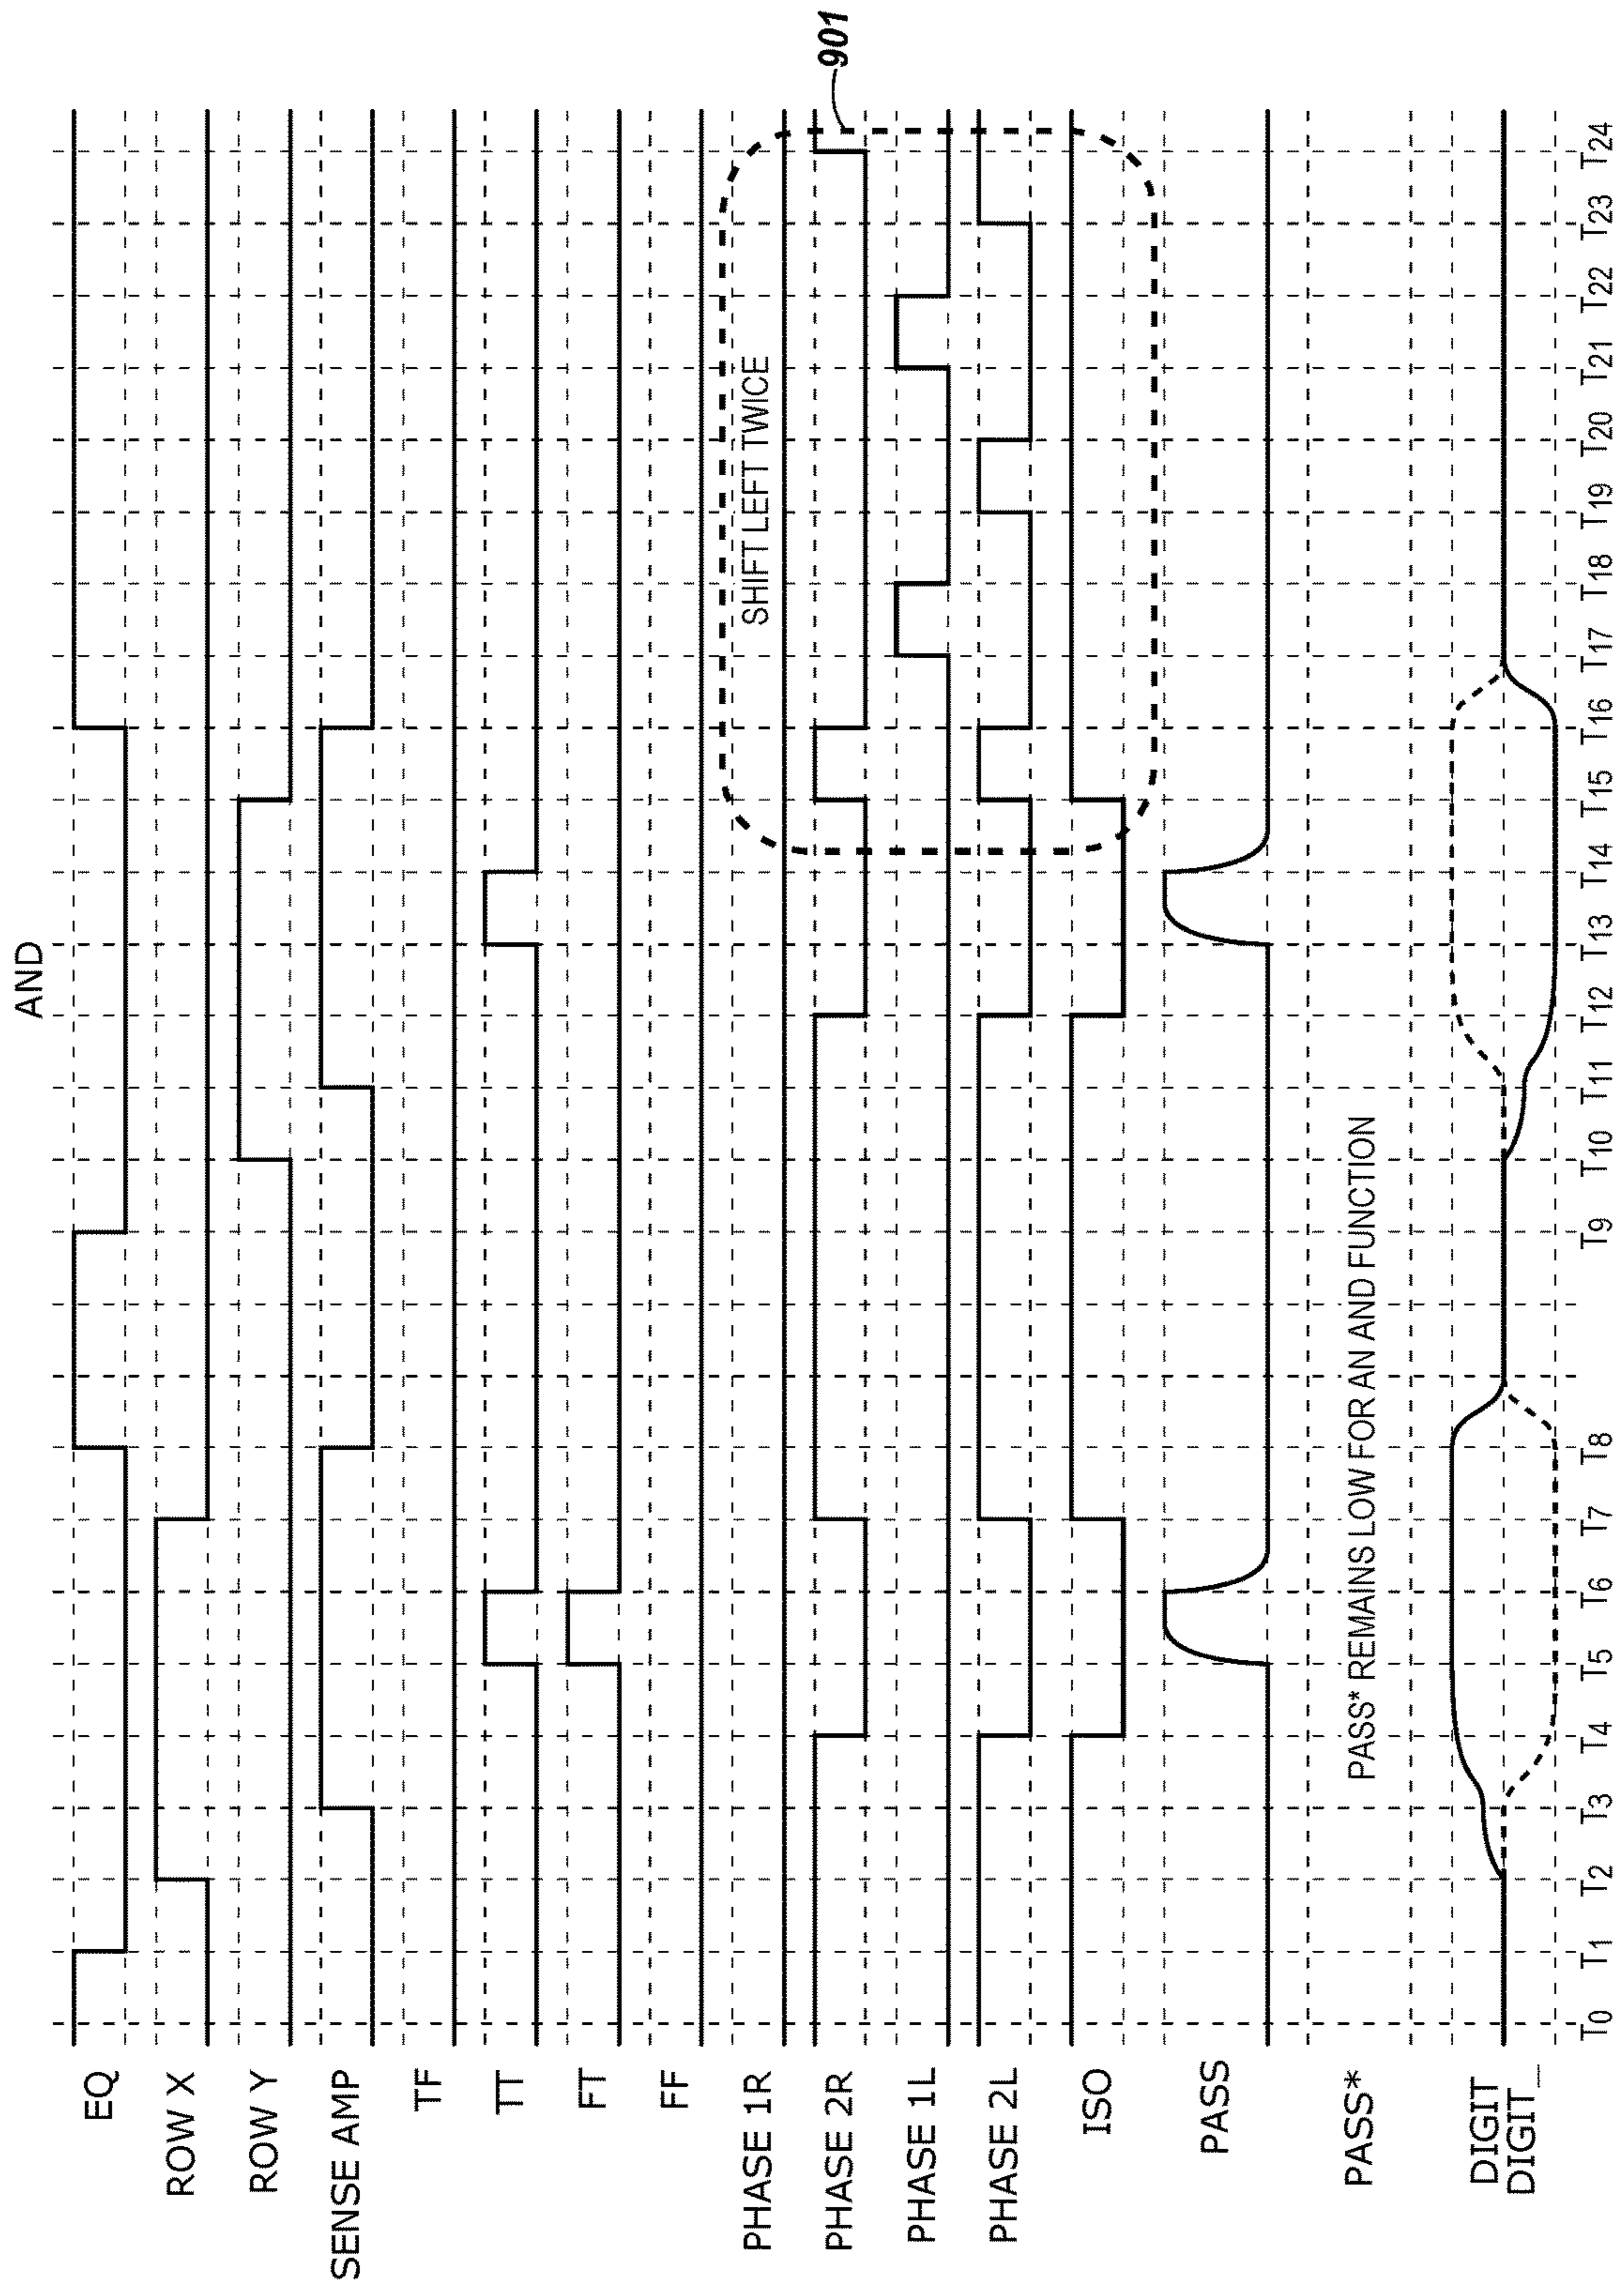 AND
EQ
ROW X
ROW Y
SENSE AMP
TF
TT
FT
FF
PHASE 1R
SHIFT LEFT TWICE
901
PHASE 2R
PHASE 1L
PHASE 2L
ISO
PASS
PASS*
PASS* REMAINS LOW FOR AN AND FUNCTION
DIGIT
DIGIT_
T0 T1 T2 T3 T4 T5 T6 T7 T8 T9 T10 T11 T12 T13 T14 T15 T16 T17 T18 T19 T20 T21 T22 T23 T24